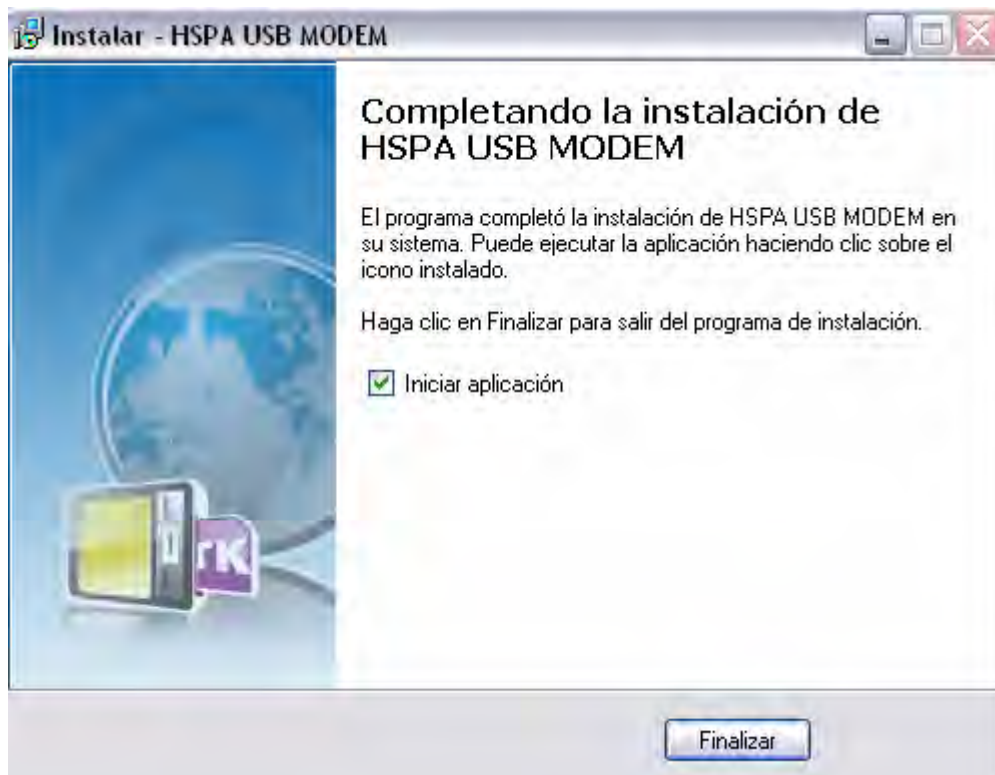 Instalar - HSPA USB MODEM
Completando la instalación de
HSPA USB MODEM
El programa completó la instalación de HSPA USB MODEM en
su sistema. Puede ejecutar la aplicación haciendo clic sobre el
icono instalado.
Haga clic en Finalizar para salir del programa de instalación.
Iniciar aplicación
rK
Finalizar